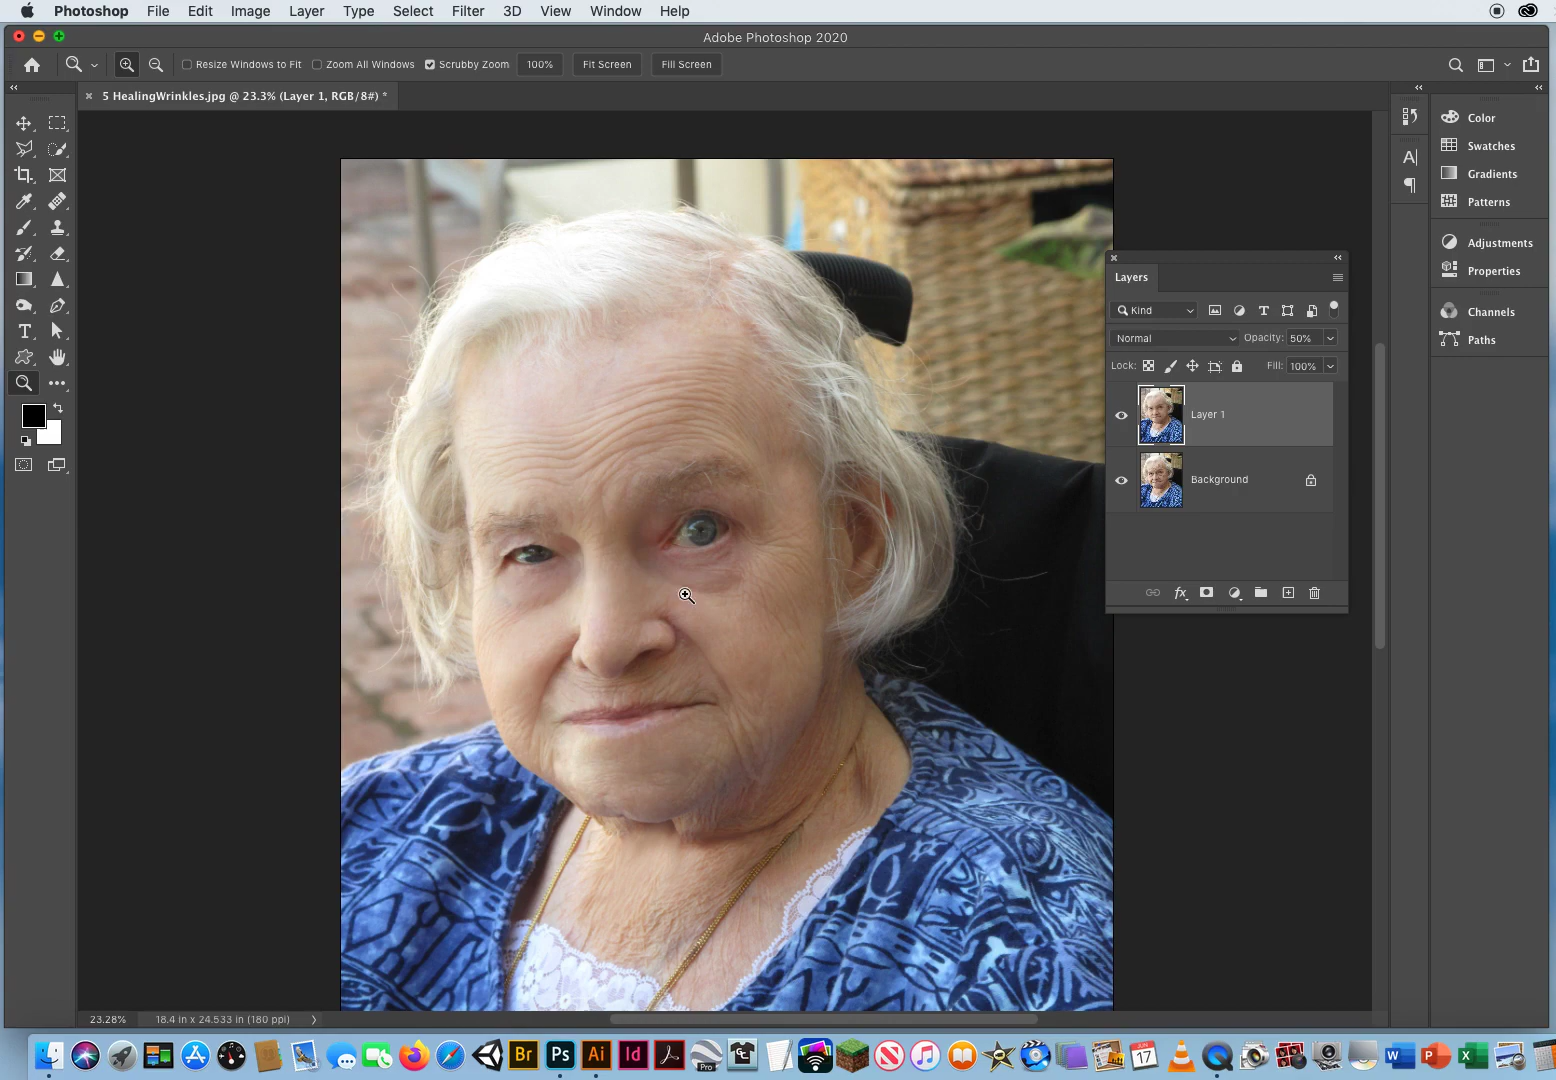 Photoshop File Edit Image Layer Type Select Filter 3D View Window Help
Adobe Photoshop 2020
Resize Windows to Fit Zoom All Windows Scrubby Zoom 100% Fit Screen Fill Screen
5 HealingWrinkles.jpg @ 23.3% (Layer 1, RGB/8#) *
Color
Swatches
Gradients
Patterns
Adjustments
Properties
Channels
Paths
Layers
Kind
Normal Opacity: 50%
Lock: Fill: 100%
Layer 1
Background
23.28% 18.4 in x 24.533 in (180 ppi)
Br Ps Ai Id Pro JUN 17 W P X